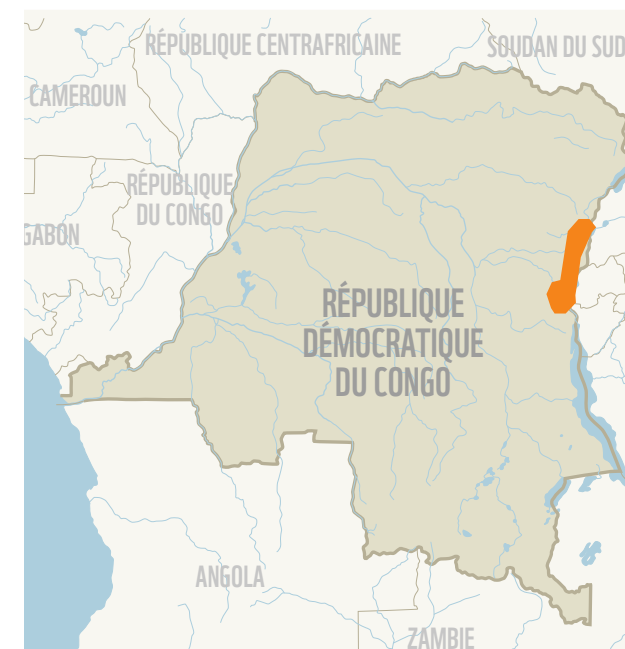 RÉPUBLIQUE CENTRAFRICAINE
SOUDAN DU SUD
CAMEROUN
RÉPUBLIQUE
DU CONGO
GABON
RÉPUBLIQUE
DÉMOCRATIQUE
DU CONGO
ANGOLA
ZAMBIE